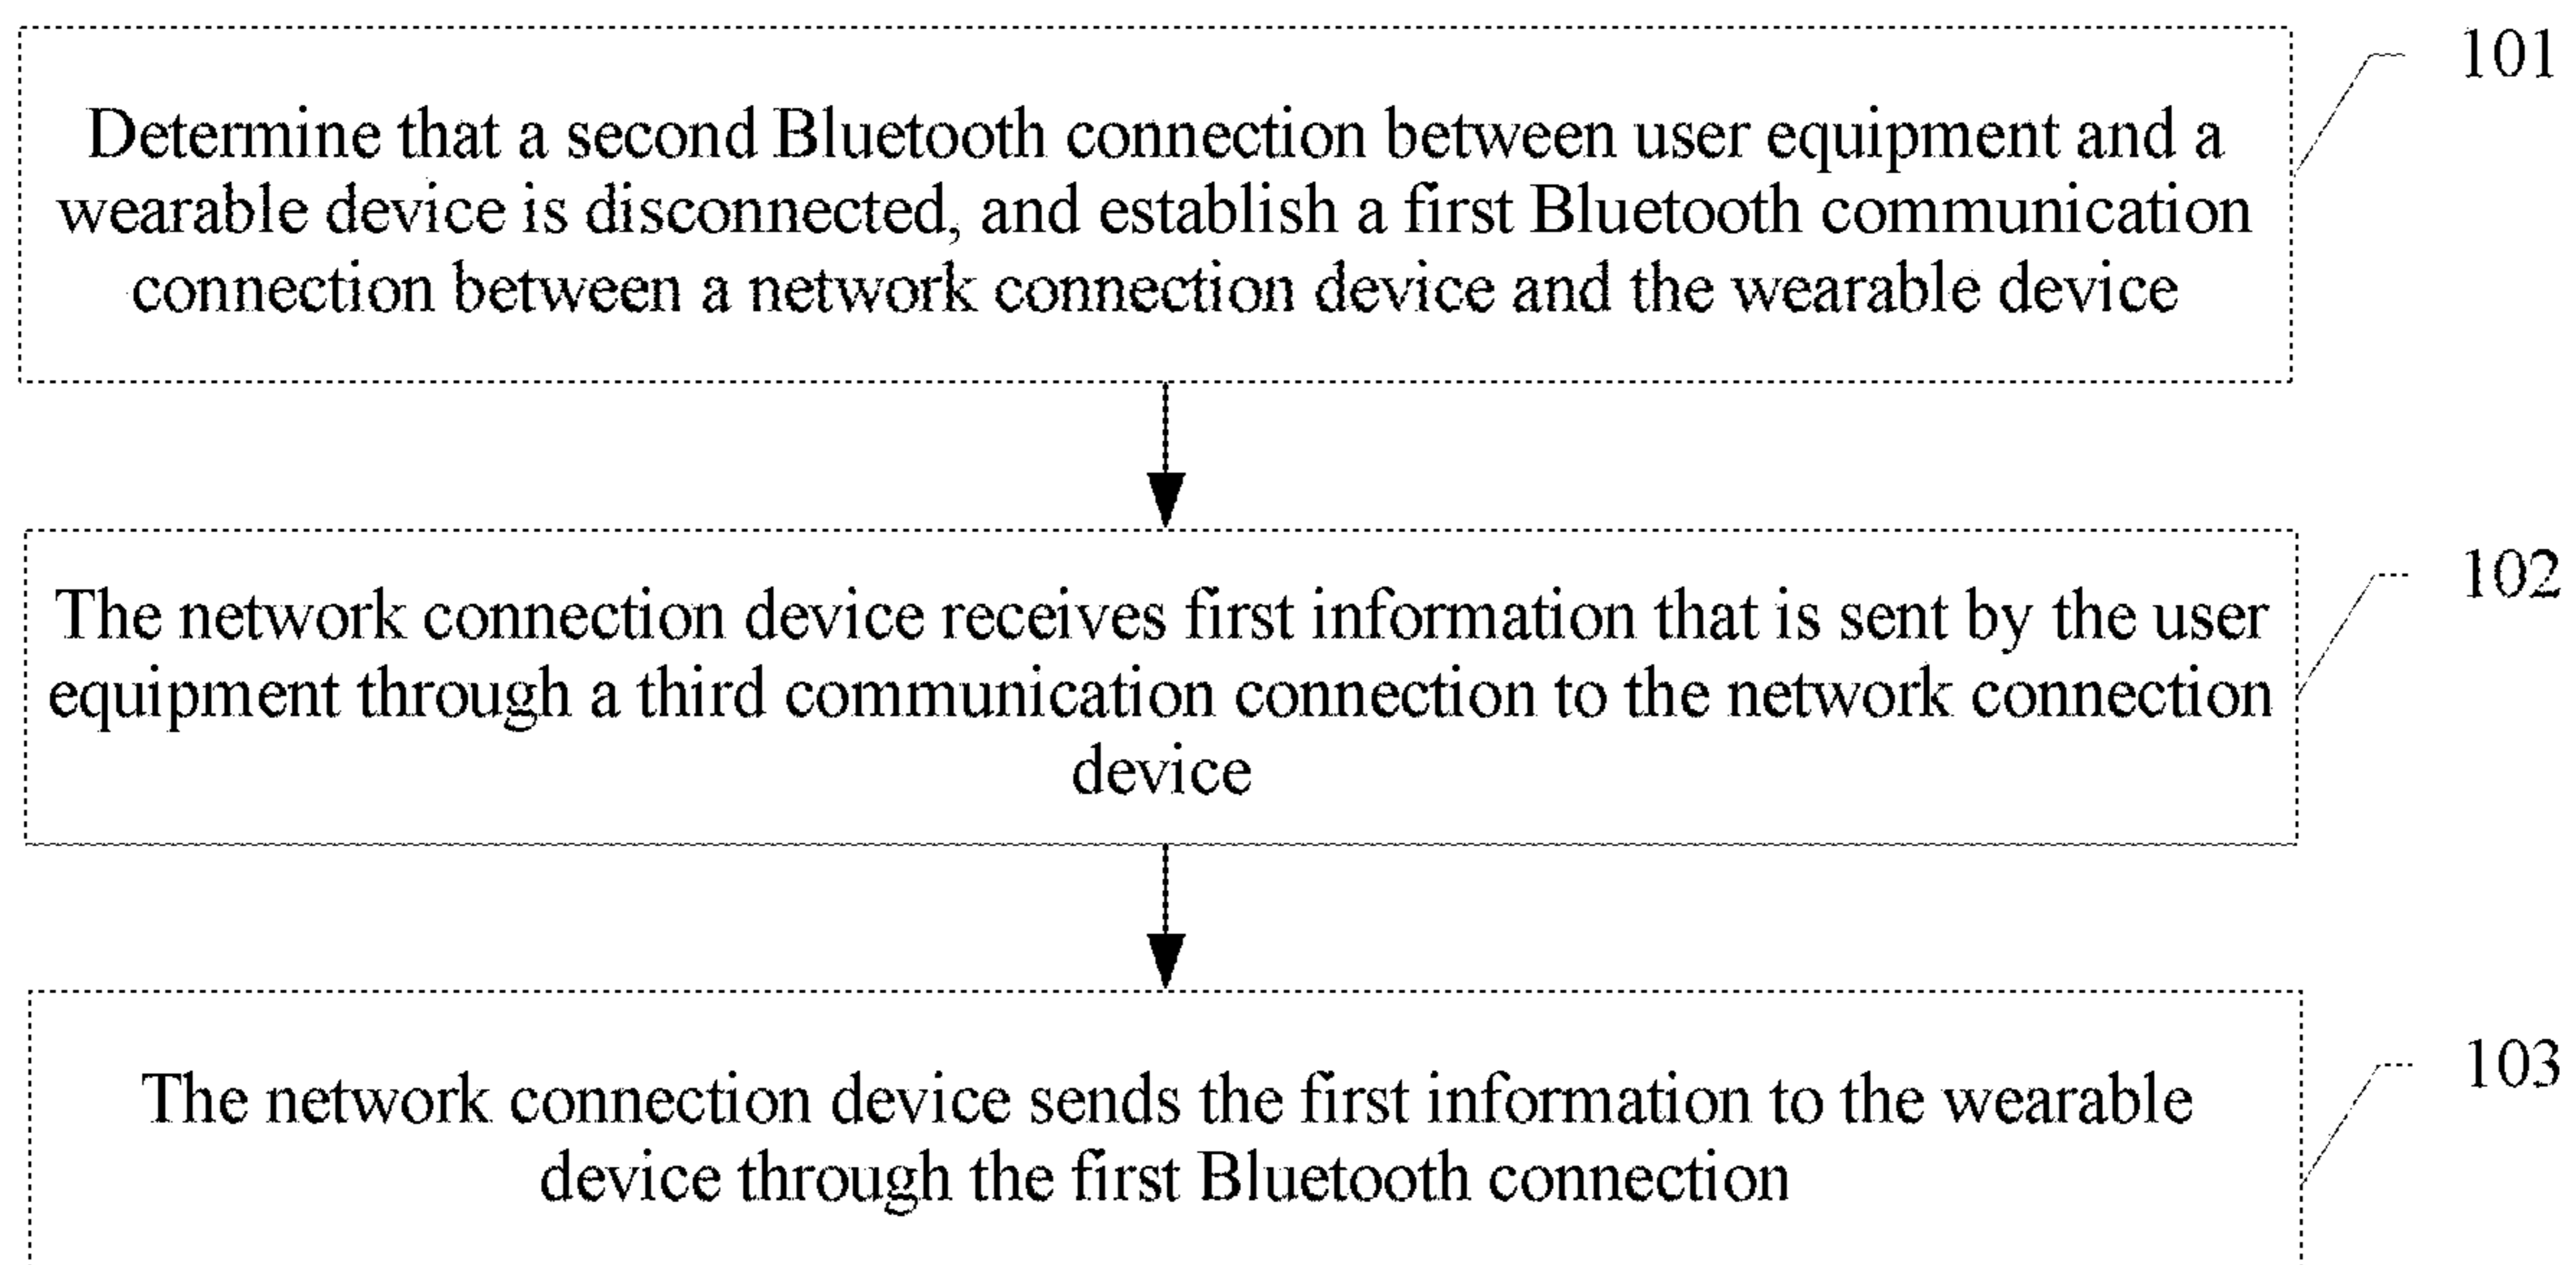 101
Determine that a second Bluetooth connection between user equipment and a
wearable device is disconnected, and establish a first Bluetooth communication
connection between a network connection device and the wearable device
102
The network connection device receives first information that is sent by the user
equipment through a third communication connection to the network connection
device
103
The network connection device sends the first information to the wearable
device through the first Bluetooth connection